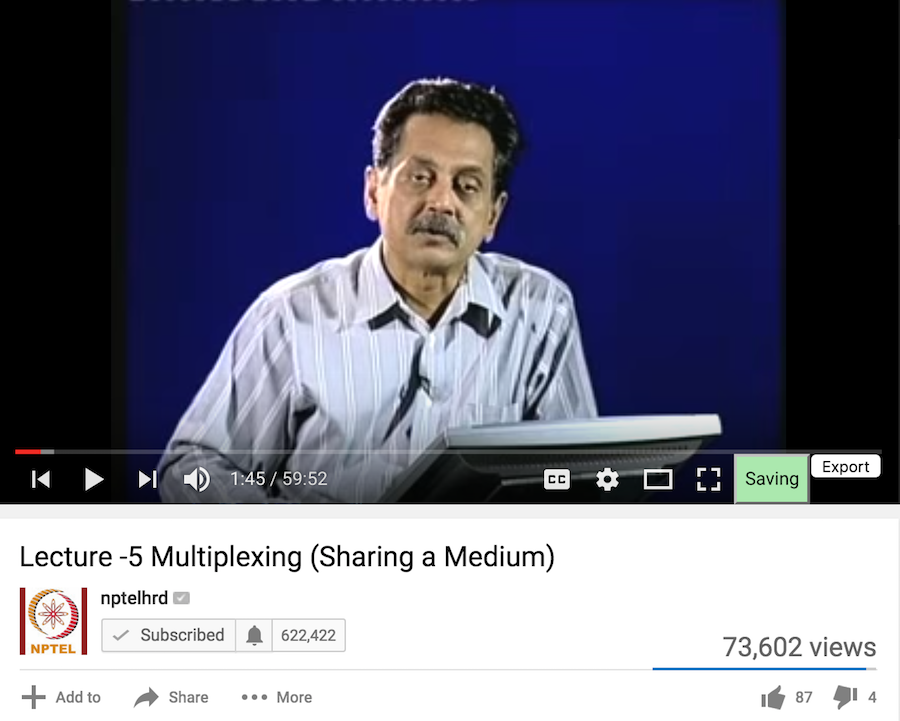 1:45 / 59:52
CC
Saving
Export
Lecture -5 Multiplexing (Sharing a Medium)
nptelhrd
NPTEL
Subscribed 622,422
73,602 views
Add to Share More 87 4